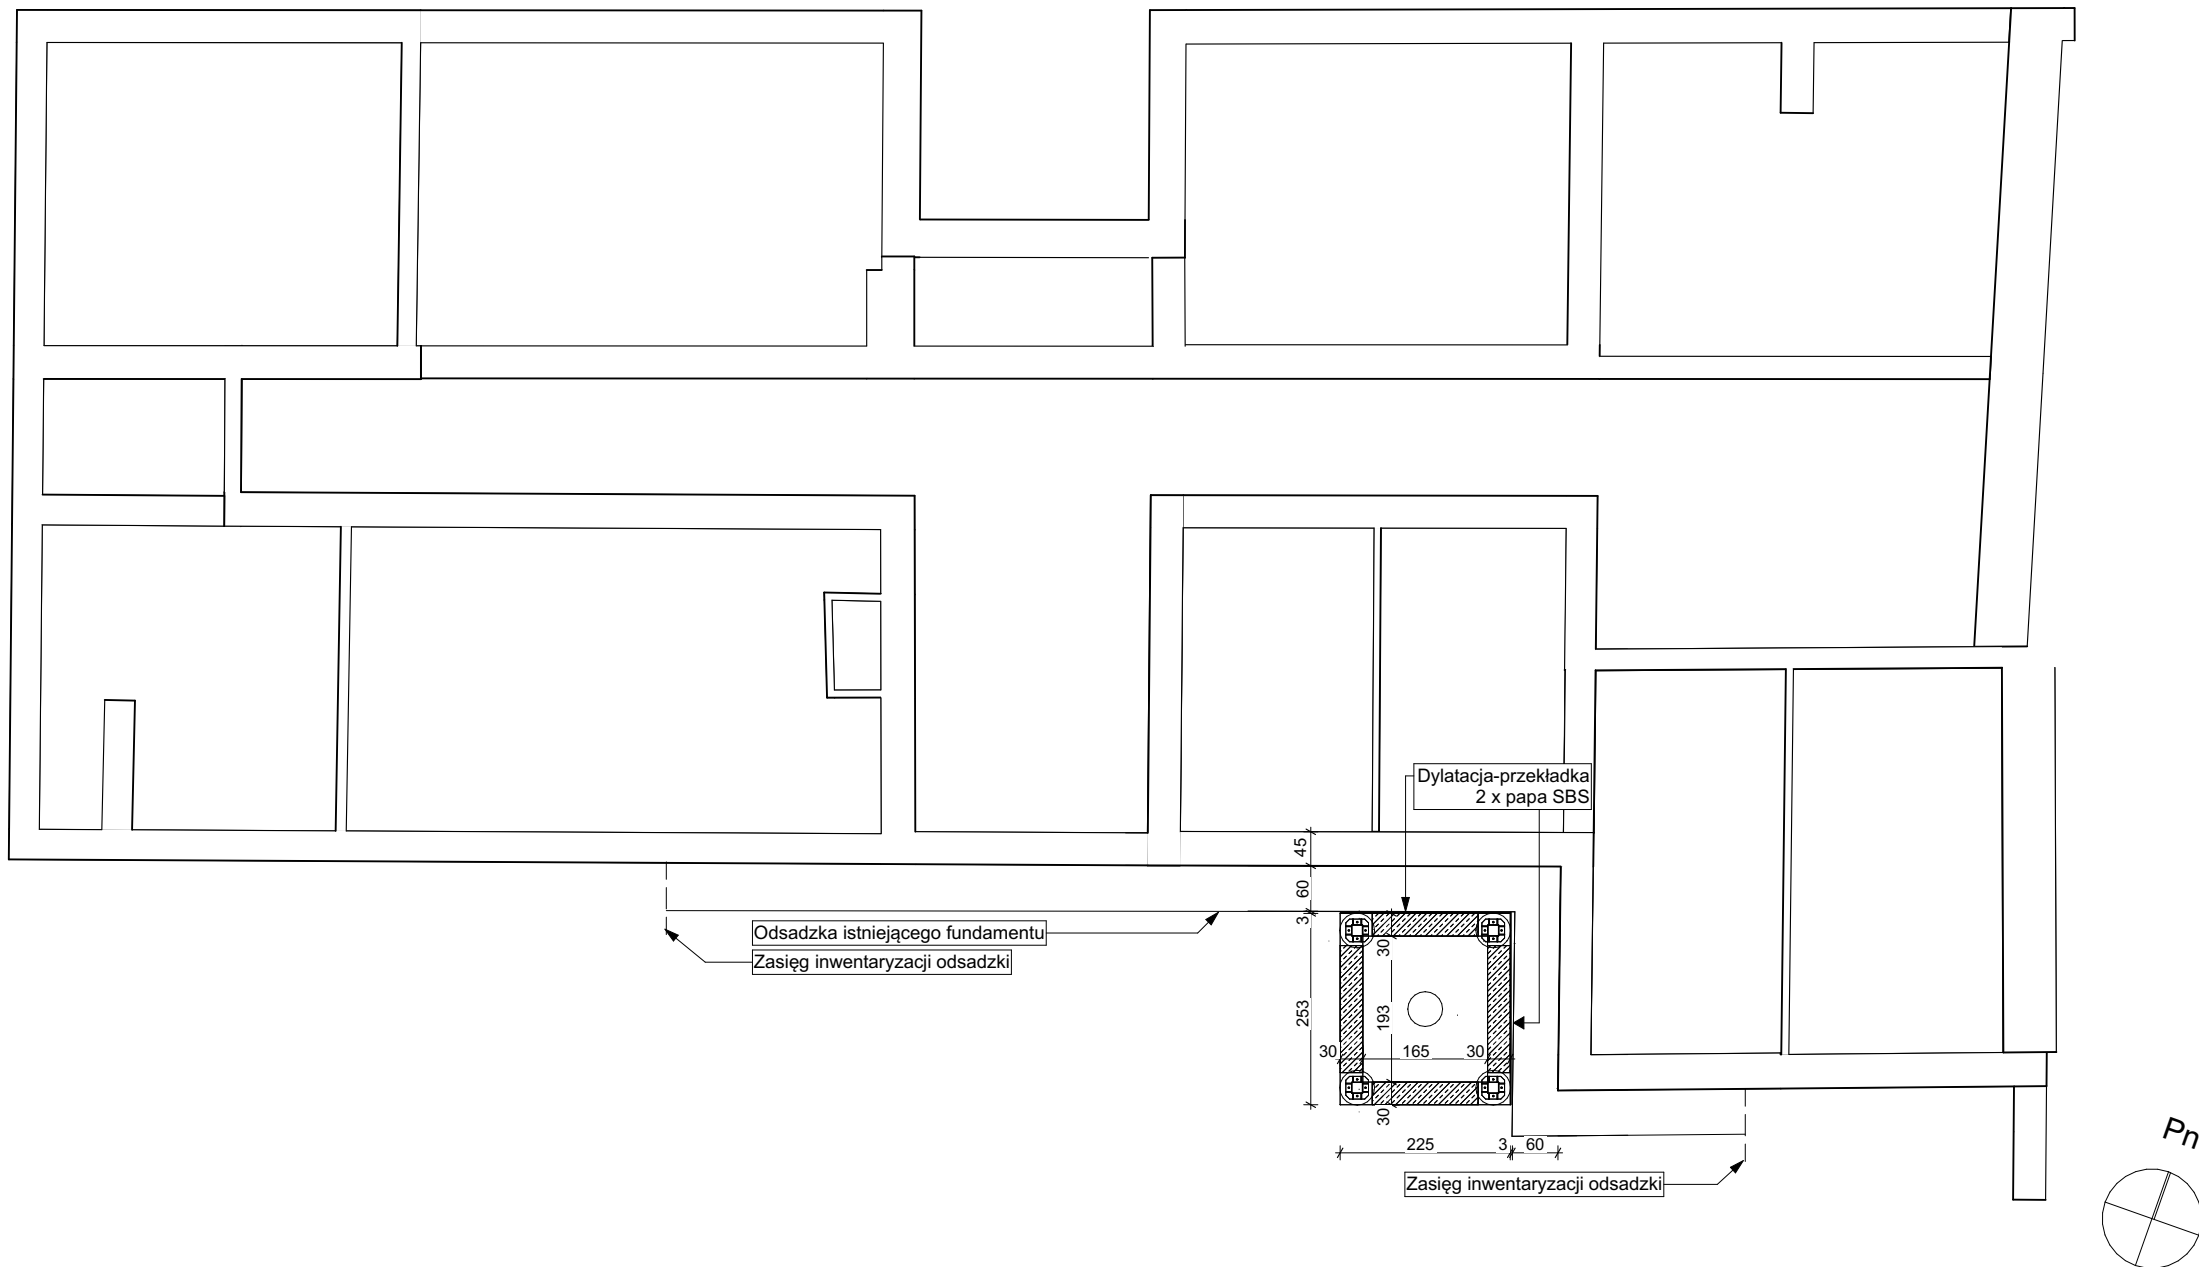 Dylatacja-przekładka
2 x papa SBS
45
60
3
Odsadzka istniejącego fundamentu
Zasięg inwentaryzacji odsadzki
30
253
193
30
165
30
30
225
3
60
Zasięg inwentaryzacji odsadzki
Pn